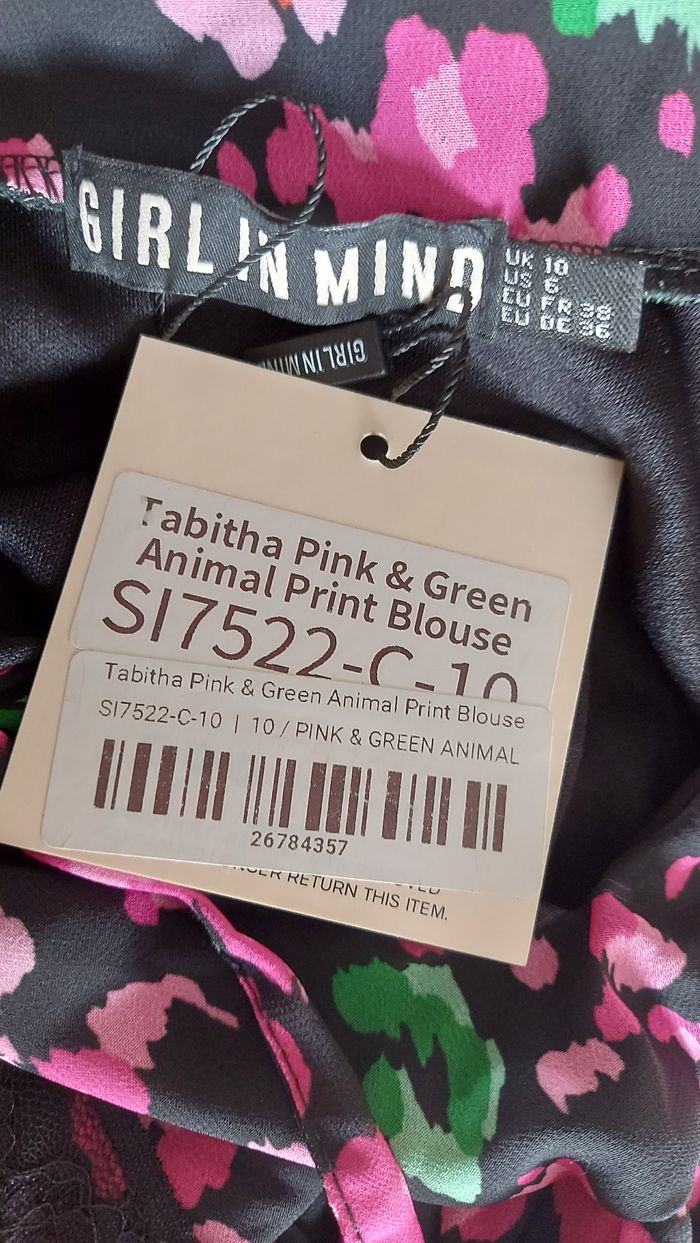 GIRL IN MIND
UK 10
US 6
EU FR 38
EU DE 36
GIRL IN MIND
Tabitha Pink & Green
Animal Print Blouse
SI7522-C-10
Tabitha Pink & Green Animal Print Blouse
SI7522-C-10 | 10 / PINK & GREEN ANIMAL
26784357
RETURN THIS ITEM.